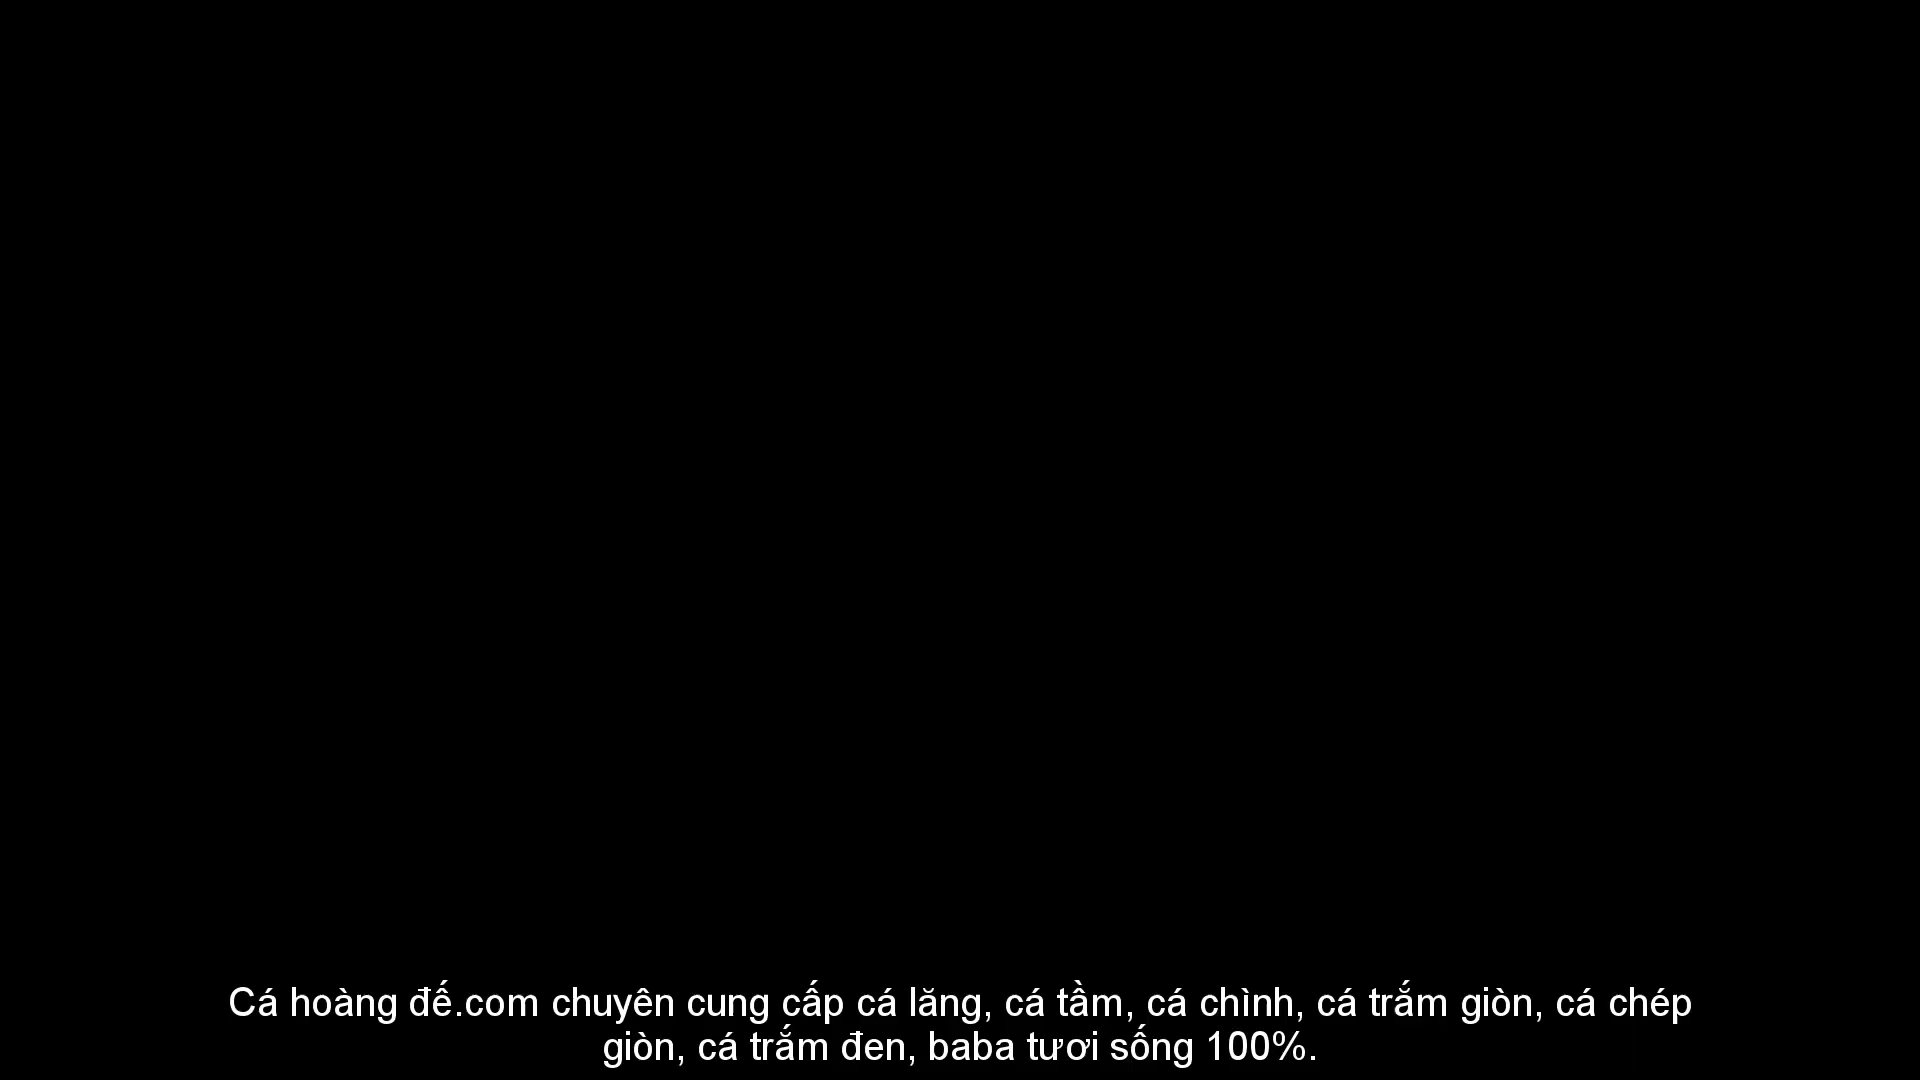 Cá hoàng đế.com chuyên cung cấp cá lăng, cá tầm, cá chình, cá trắm giòn, cá chép
giòn, cá trắm đen, baba tươi sống 100%.